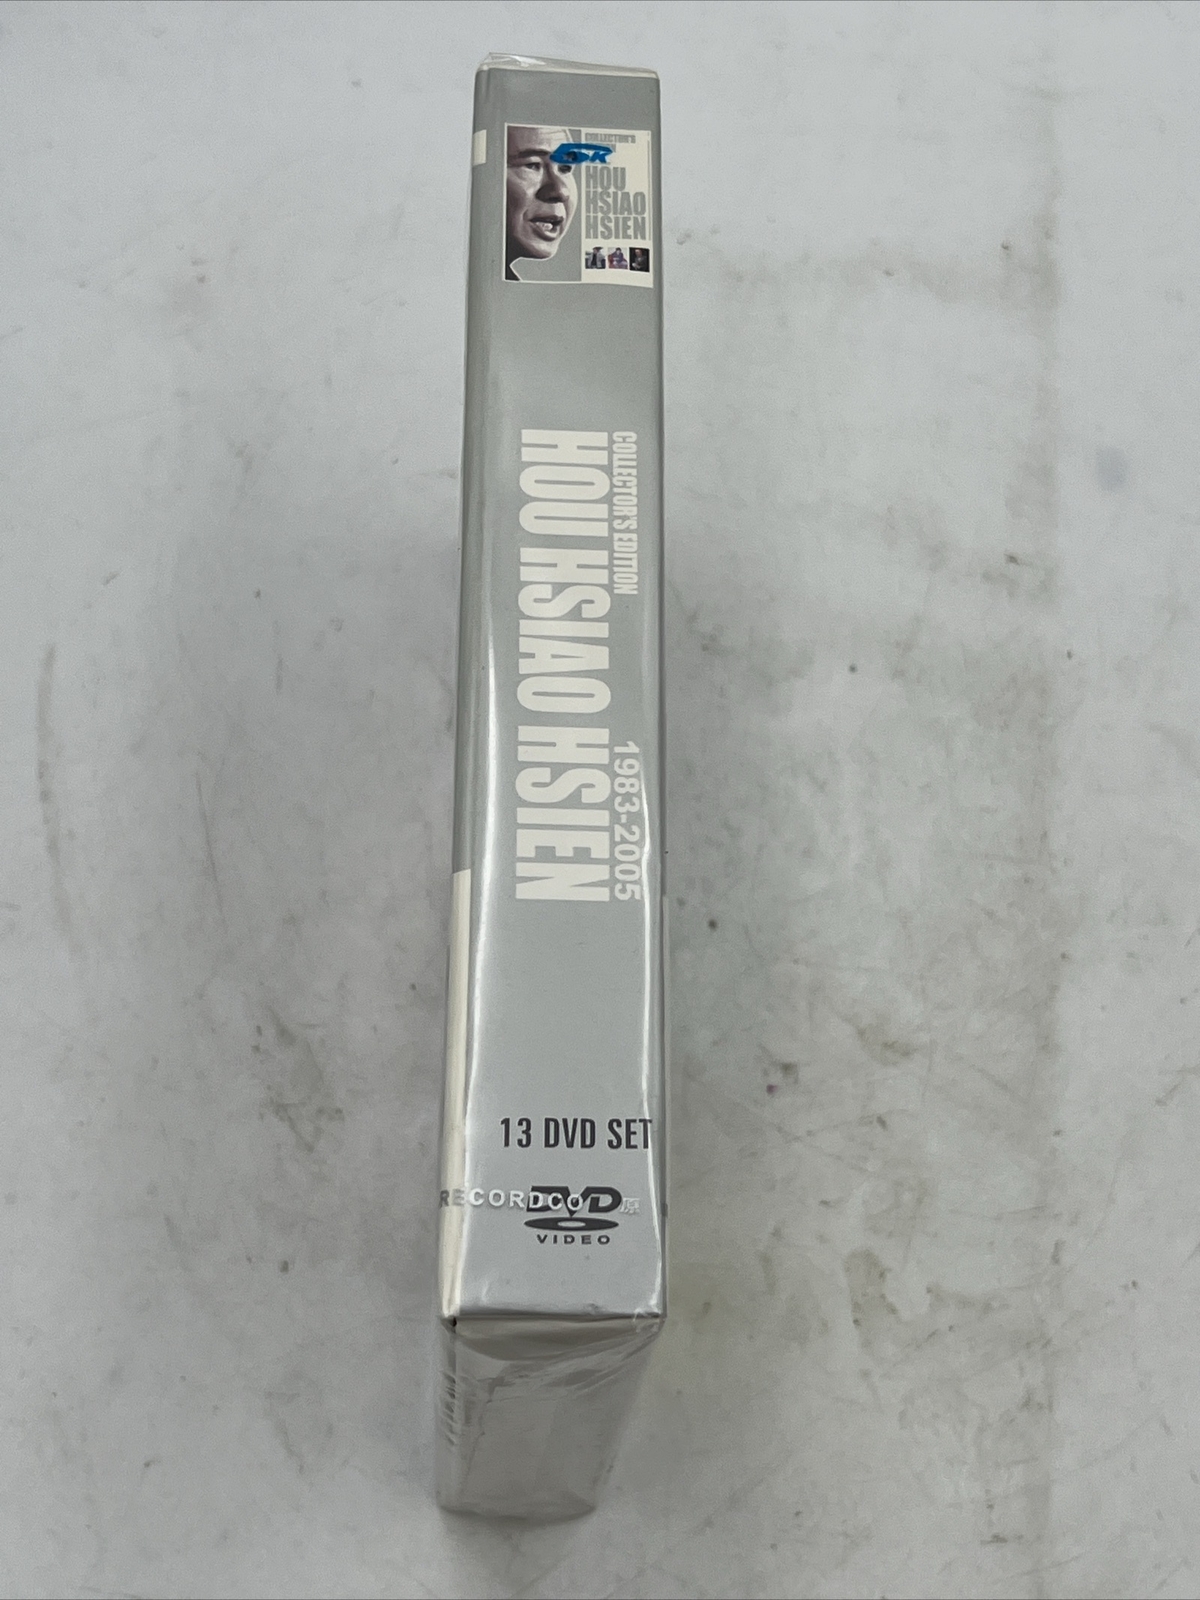 COLLECTOR'S
HOU
HSIAO
HSIEN
COLLECTOR'S EDITION
1983-2005
HOU HSIAO HSIEN
13 DVD SET
RECORDCO
DVD
VIDEO